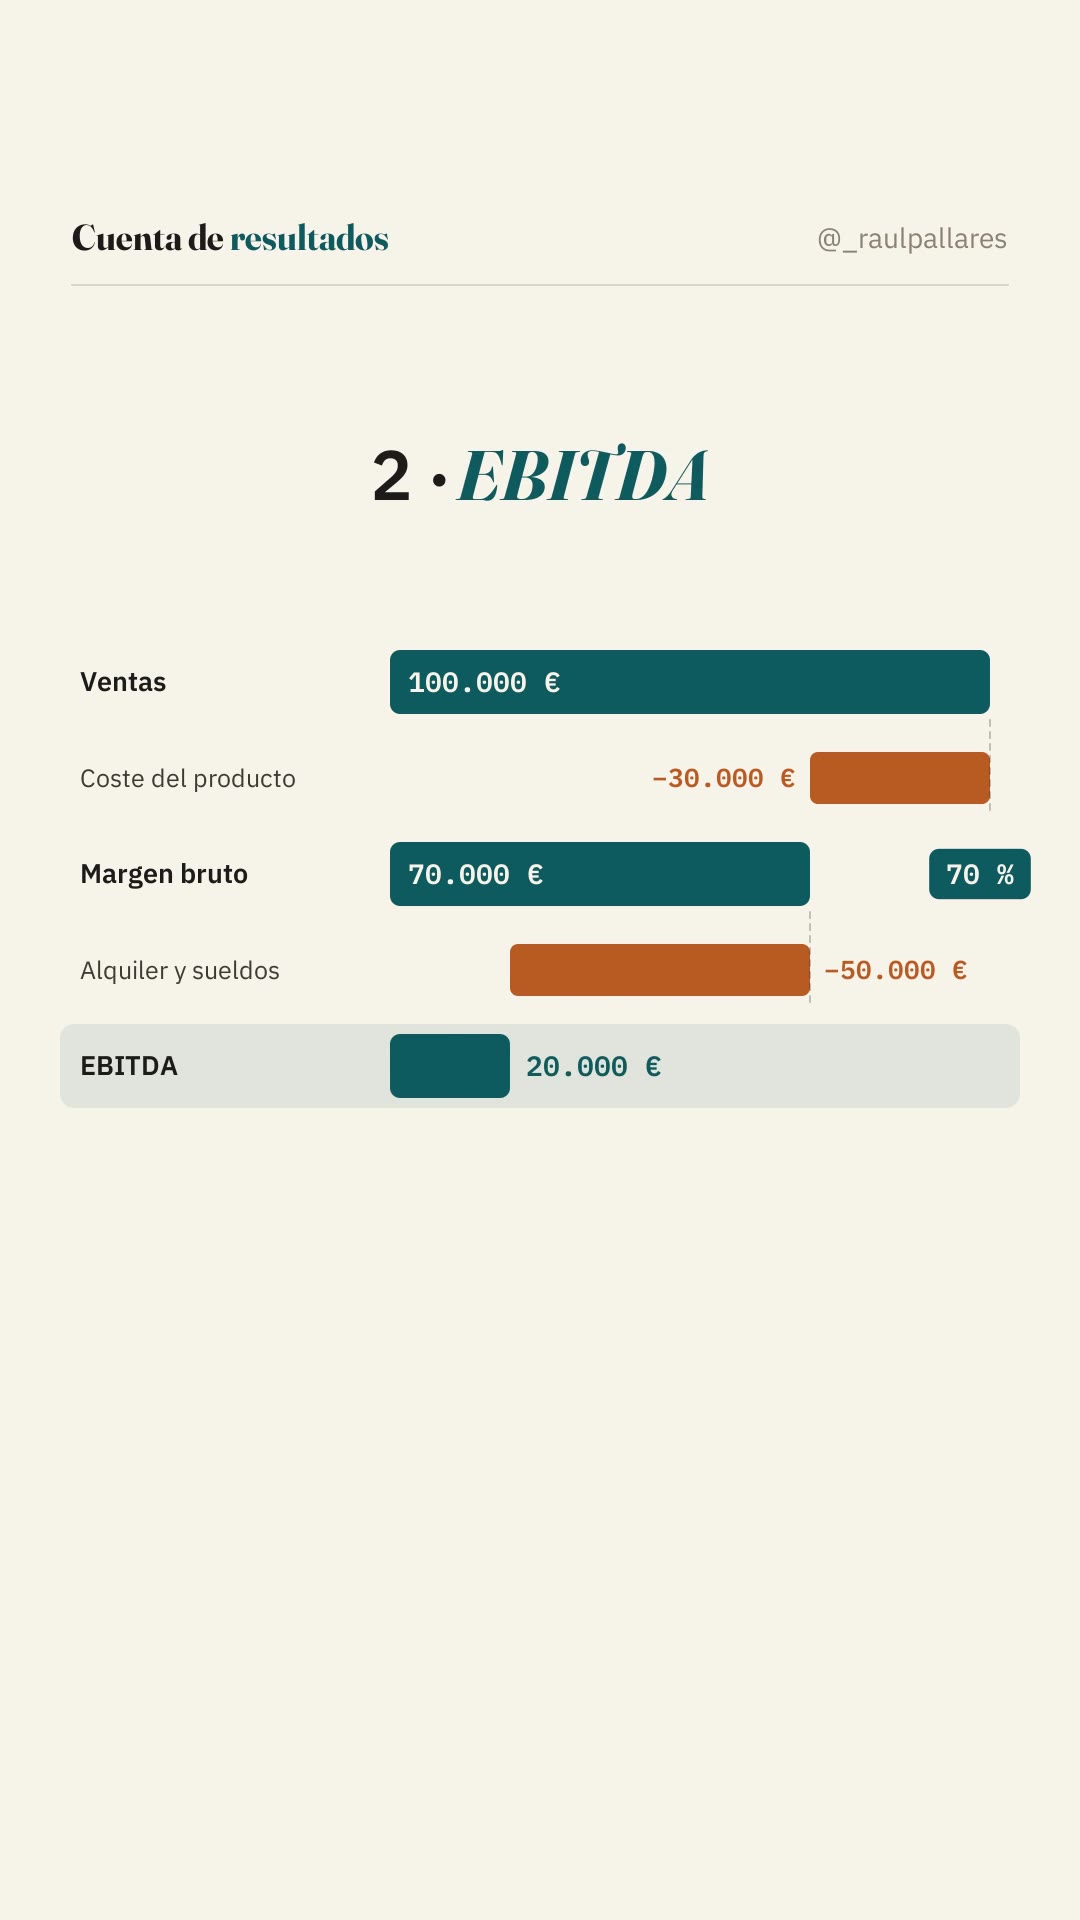 Cuenta de resultados
@_raulpallares
2 · EBITDA
Ventas
100.000 €
Coste del producto
−30.000 €
Margen bruto
70.000 €
70 %
Alquiler y sueldos
−50.000 €
EBITDA
20.000 €